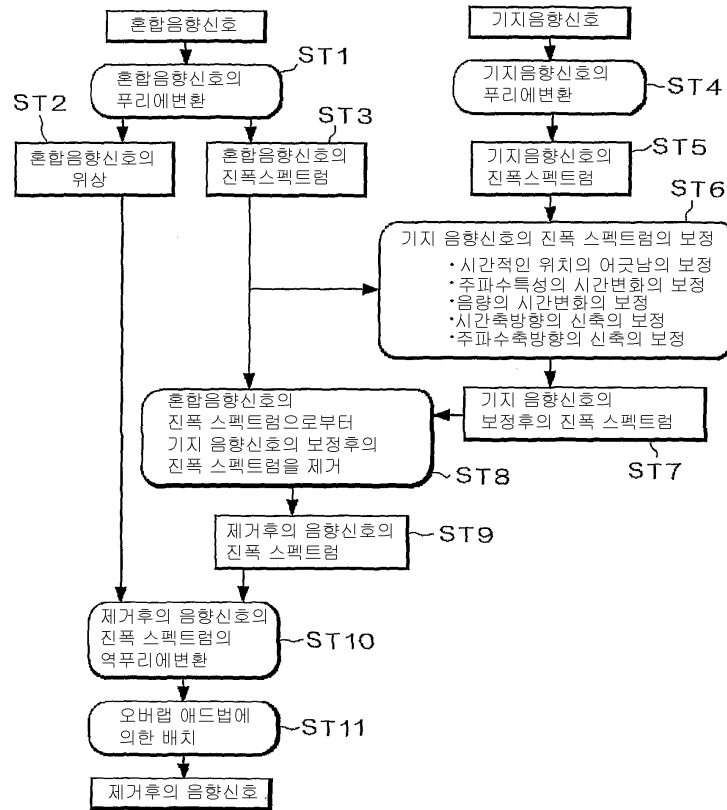 혼합음향신호
기지음향신호
ST1
혼합음향신호의
푸리에변환
기지음향신호의
푸리에변환
ST4
ST2
ST3
혼합음향신호의
위상
혼합음향신호의
진폭스펙트럼
기지음향신호의
진폭스펙트럼
ST5
ST6
기지 음향신호의 진폭 스펙트럼의 보정
・시간적인 위치의 어긋남의 보정
・주파수특성의 시간변화의 보정
・음량의 시간변화의 보정
・시간축방향의 신축의 보정
・주파수축방향의 신축의 보정
혼합음향신호의
진폭 스펙트럼으로부터
기지 음향신호의 보정후의
진폭 스펙트럼을 제거
ST8
기지 음향신호의
보정후의 진폭 스펙트럼
ST7
제거후의 음향신호의
진폭 스펙트럼
ST9
제거후의 음향신호의
진폭 스펙트럼의
역푸리에변환
ST10
오버랩 애드법에
의한 배치
ST11
제거후의 음향신호